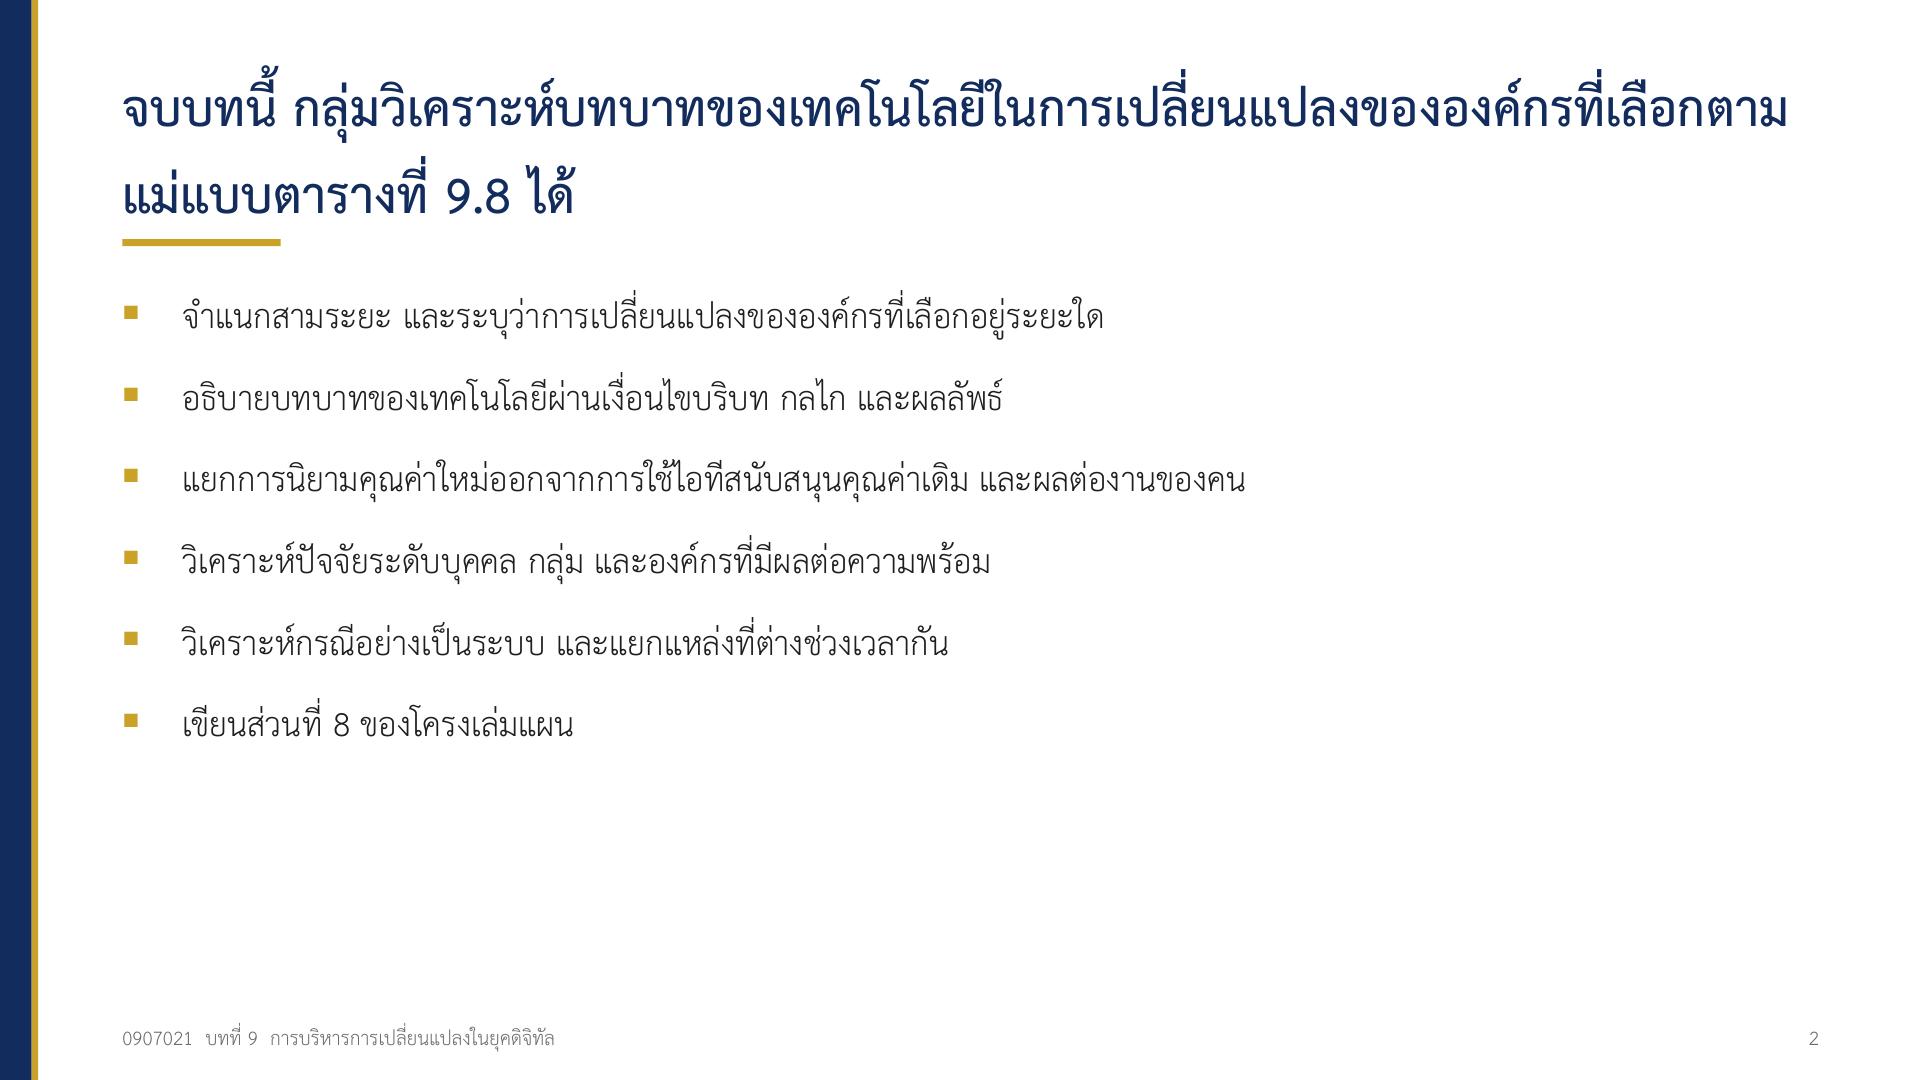 จบบทนี้ กลุ่มวิเคราะห์บทบาทของเทคโนโลยีในการเปลี่ยนแปลงขององค์กรที่เลือกตาม
แม่แบบตารางที่ 9.8 ได้
จำแนกสามระยะ และระบุว่าการเปลี่ยนแปลงขององค์กรที่เลือกอยู่ระยะใด
อธิบายบทบาทของเทคโนโลยีผ่านเงื่อนไขบริบท กลไก และผลลัพธ์
แยกการนิยามคุณค่าใหม่ออกจากการใช้ไอทีสนับสนุนคุณค่าเดิม และผลต่องานของคน
วิเคราะห์ปัจจัยระดับบุคคล กลุ่ม และองค์กรที่มีผลต่อความพร้อม
วิเคราะห์กรณีอย่างเป็นระบบ และแยกแหล่งที่ต่างช่วงเวลากัน
เขียนส่วนที่ 8 ของโครงเล่มแผน
0907021 บทที่ 9 การบริหารการเปลี่ยนแปลงในยุคดิจิทัล
2